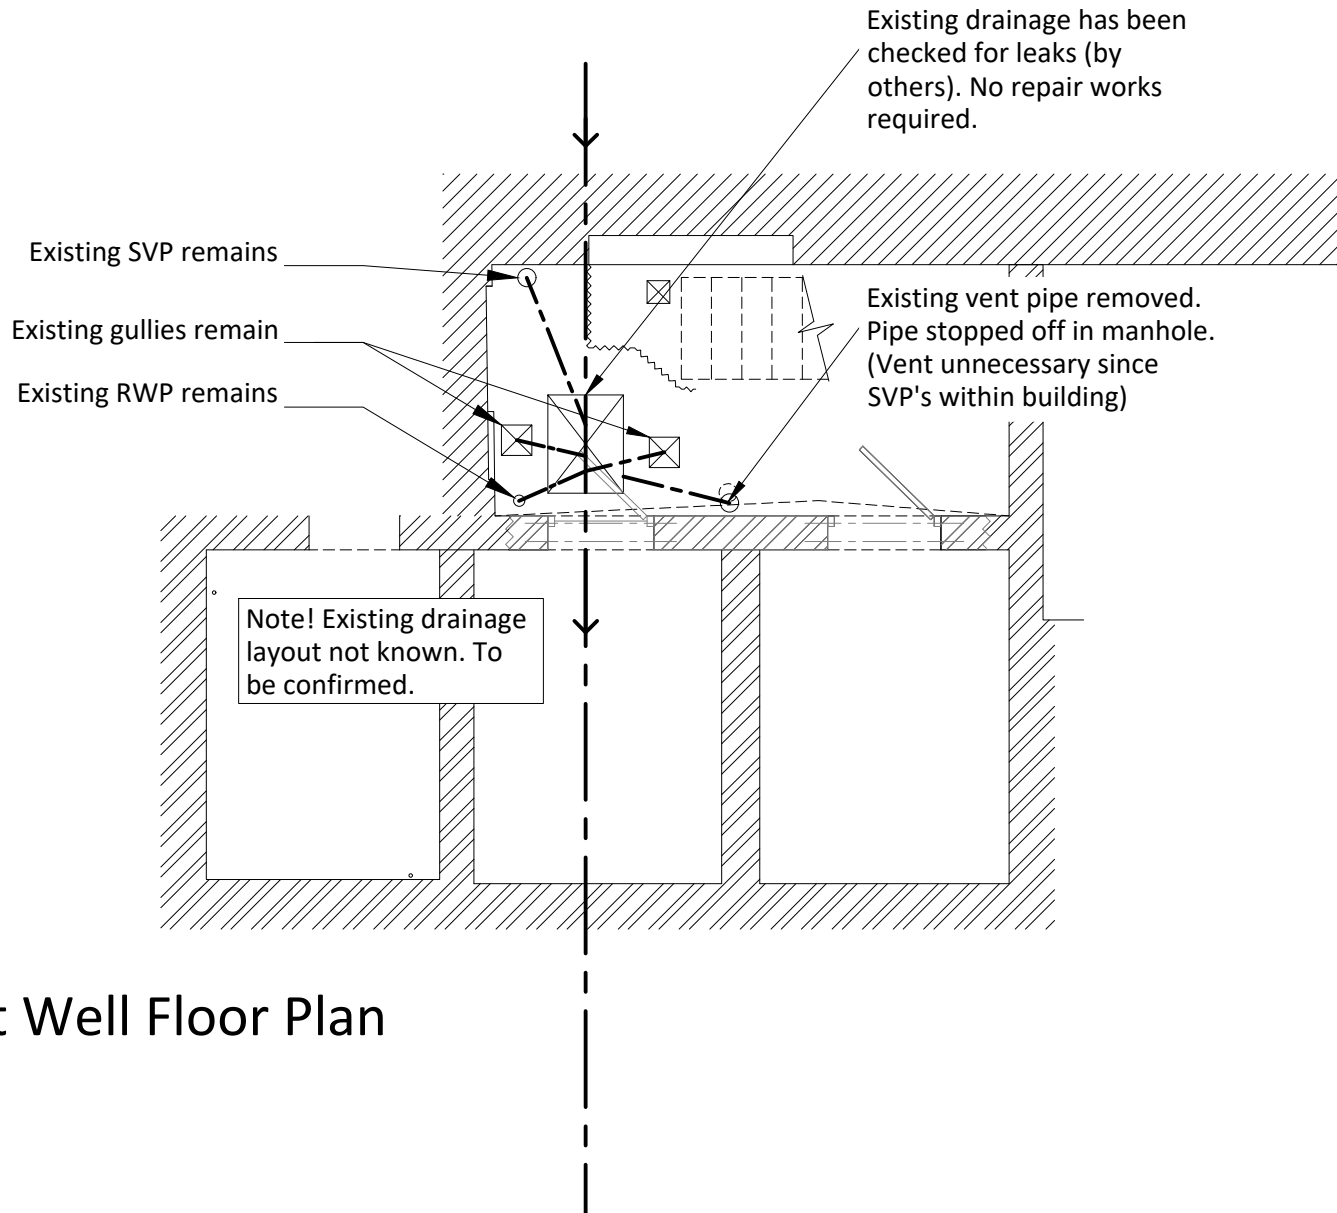 Existing drainage has been
checked for leaks (by
others). No repair works
required.
Existing SVP remains
Existing gullies remain
Existing RWP remains
Existing vent pipe removed.
Pipe stopped off in manhole.
(Vent unnecessary since
SVP's within building)
Note! Existing drainage
layout not known. To
be confirmed.
Well Floor Plan